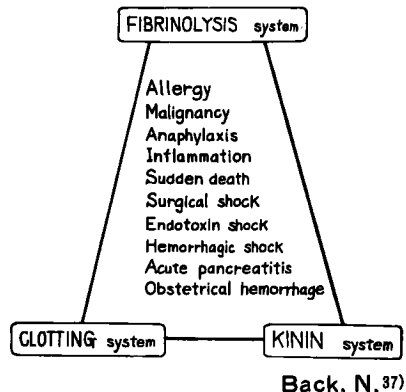 FIBRINOLYSIS system
Allergy
Malignancy
Anaphylaxis
Inflammation
Sudden death
Surgical shock
Endotoxin shock
Hemorrhagic shock
Acute pancreatitis
Obstetrical hemorrhage
CLOTTING system
KININ system
Back, N.37)